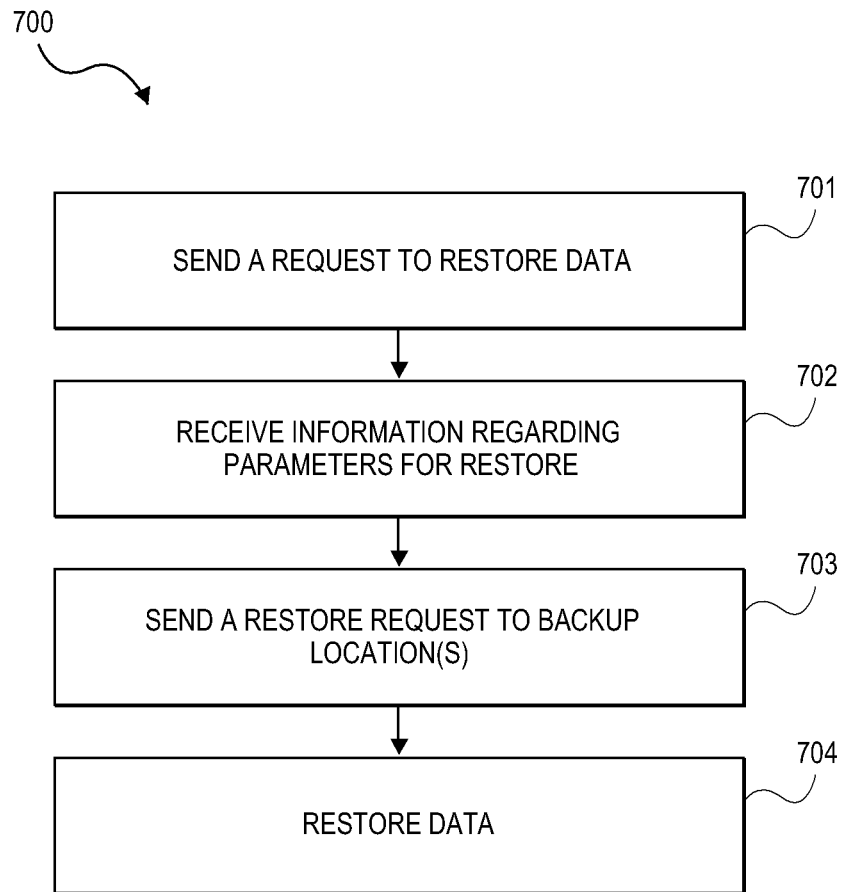 700
701
SEND A REQUEST TO RESTORE DATA
702
RECEIVE INFORMATION REGARDING
PARAMETERS FOR RESTORE
703
SEND A RESTORE REQUEST TO BACKUP
LOCATION(S)
704
RESTORE DATA